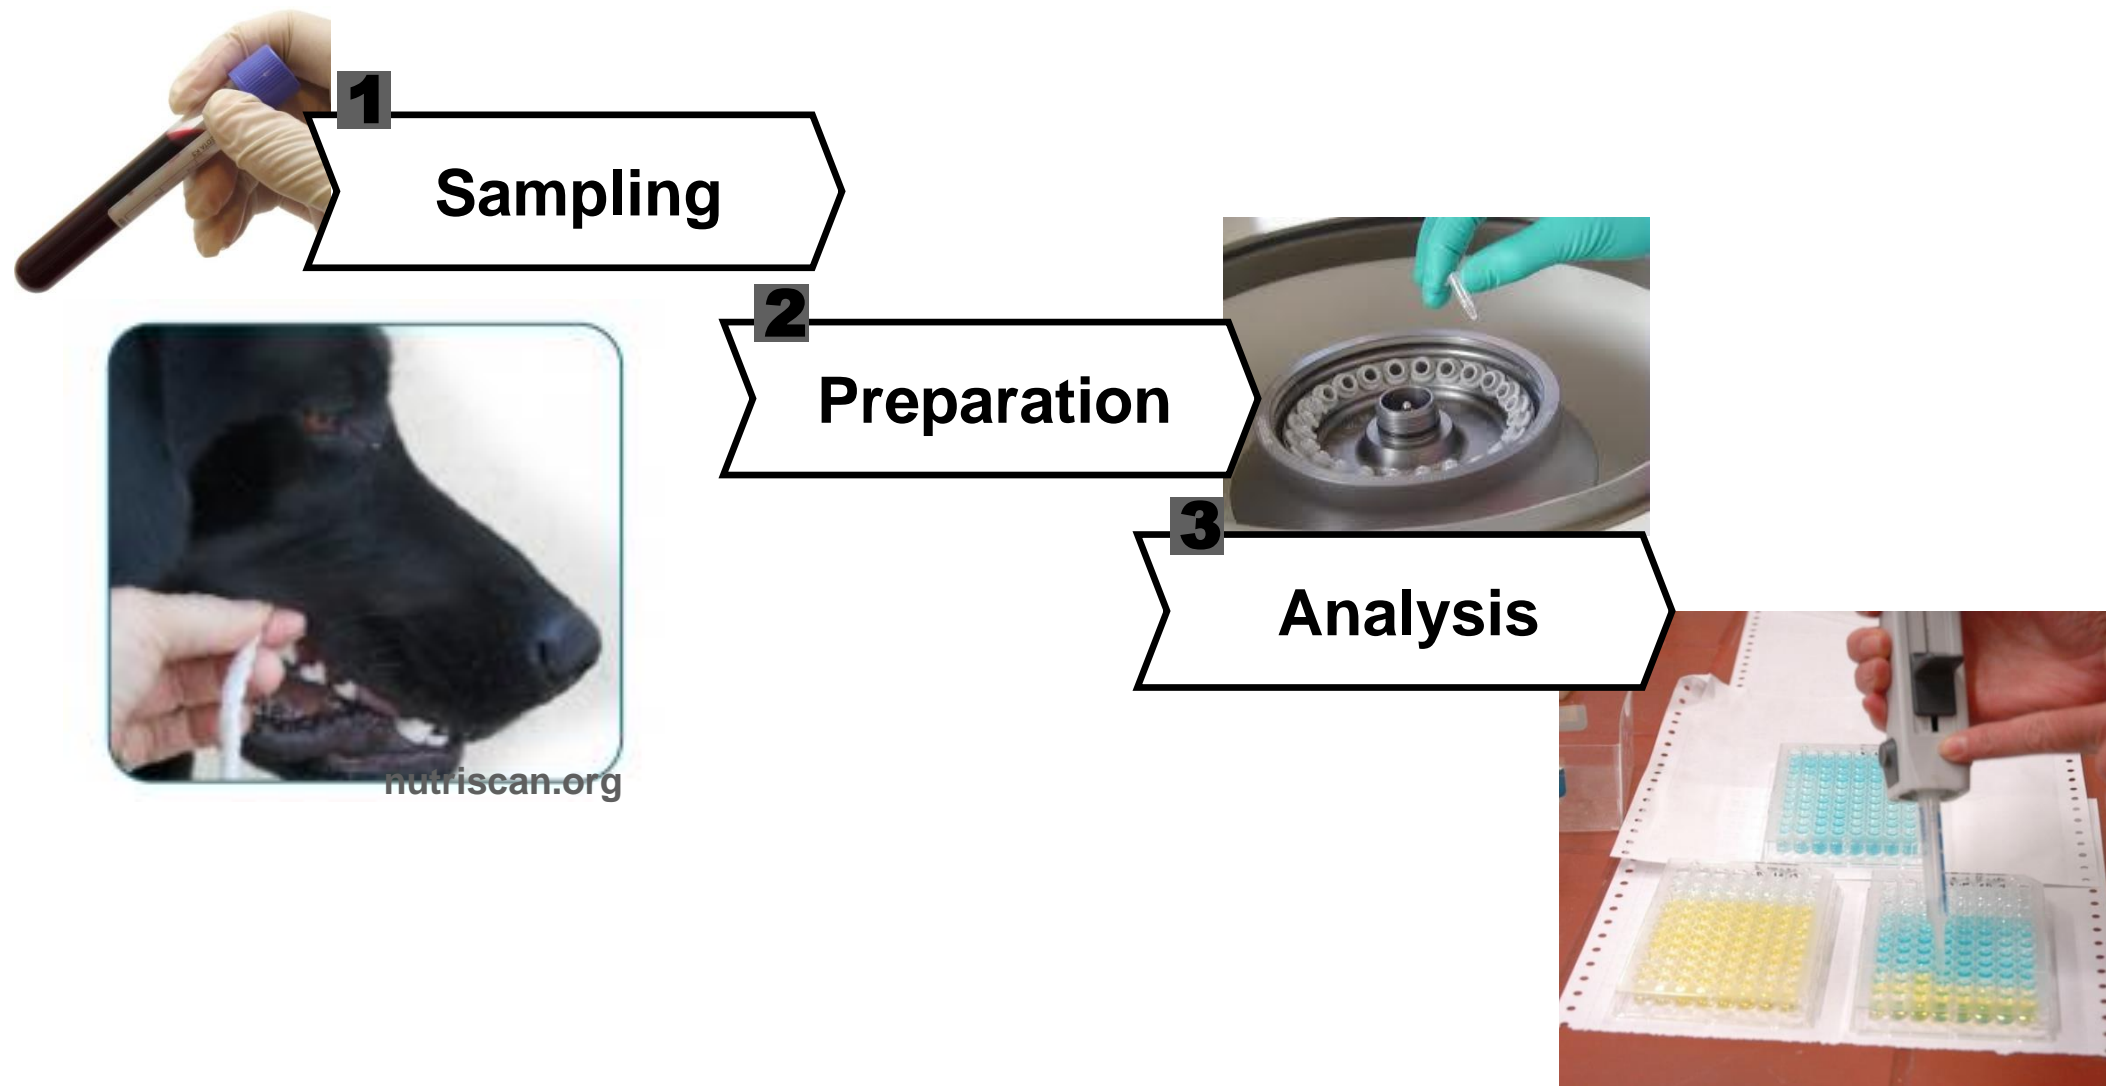 1
Sampling
2
Preparation
3
Analysis
nutriscan.org